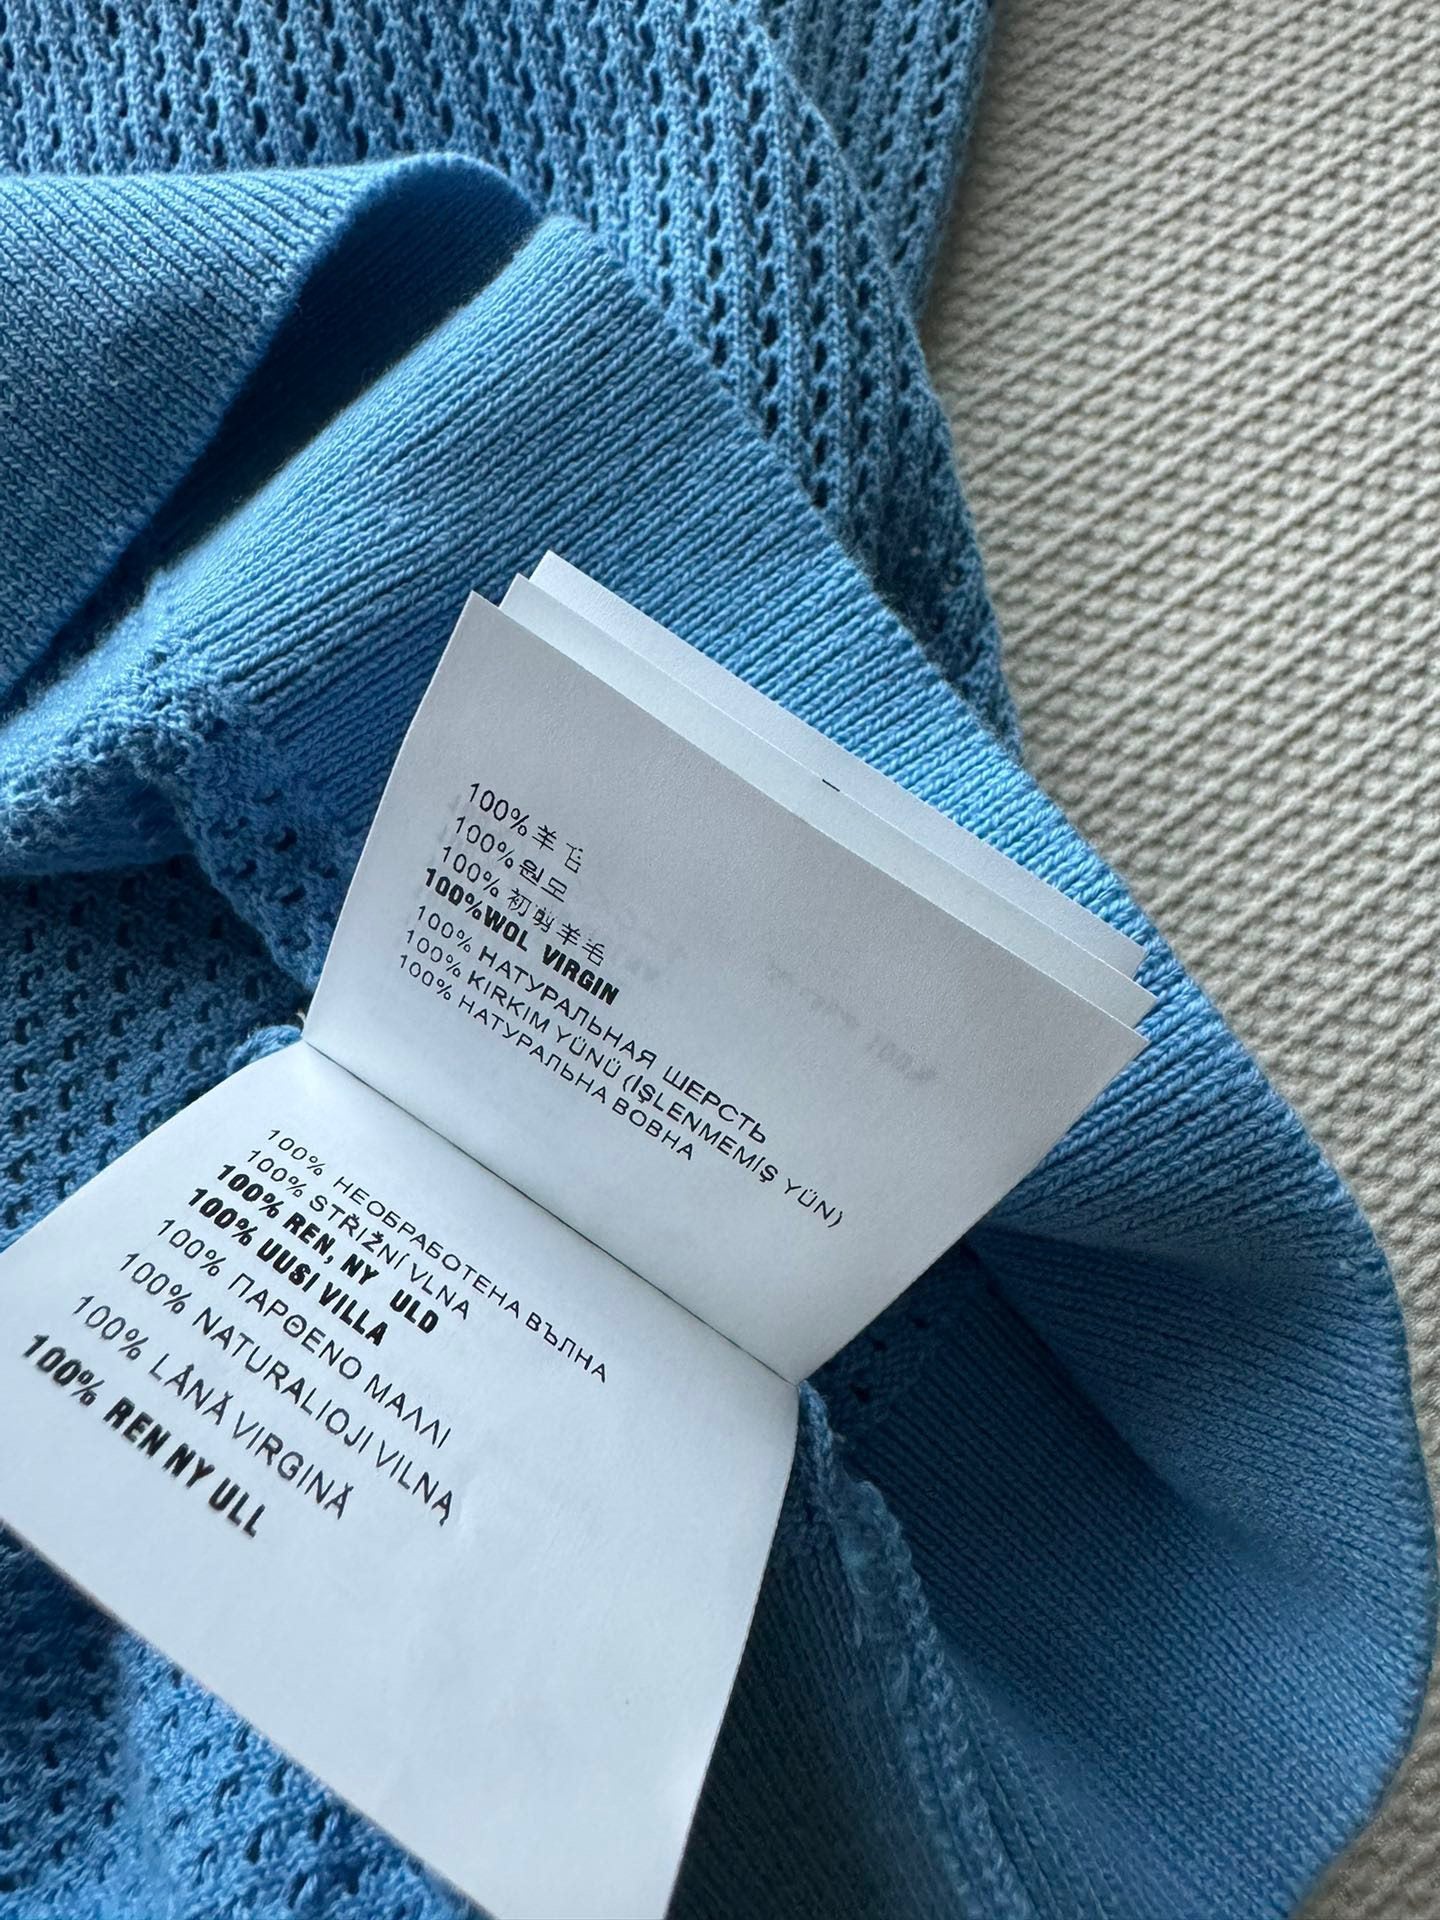 100% 羊毛
100% 원모
100% 初剪羊毛
100%WOL VIRGIN
100% НАТУРАЛЬНАЯ ШЕРСТЬ
100% KIRKIM YÜNÜ (İŞLENMEMİŞ YÜN)
100% НАТУРАЛЬНА ВОВНА
100% НЕОБРАБОТЕНА ВЪЛНА
100% STŘIŽNÍ VLNA
100% REN, NY ULD
100% UUSI VILLA
100% ΠΑΡΘΕΝΟ ΜΑΛΛΙ
100% NATURALIOJI VILNĄ
100% LÂNĂ VIRGINĂ
100% REN NY ULL